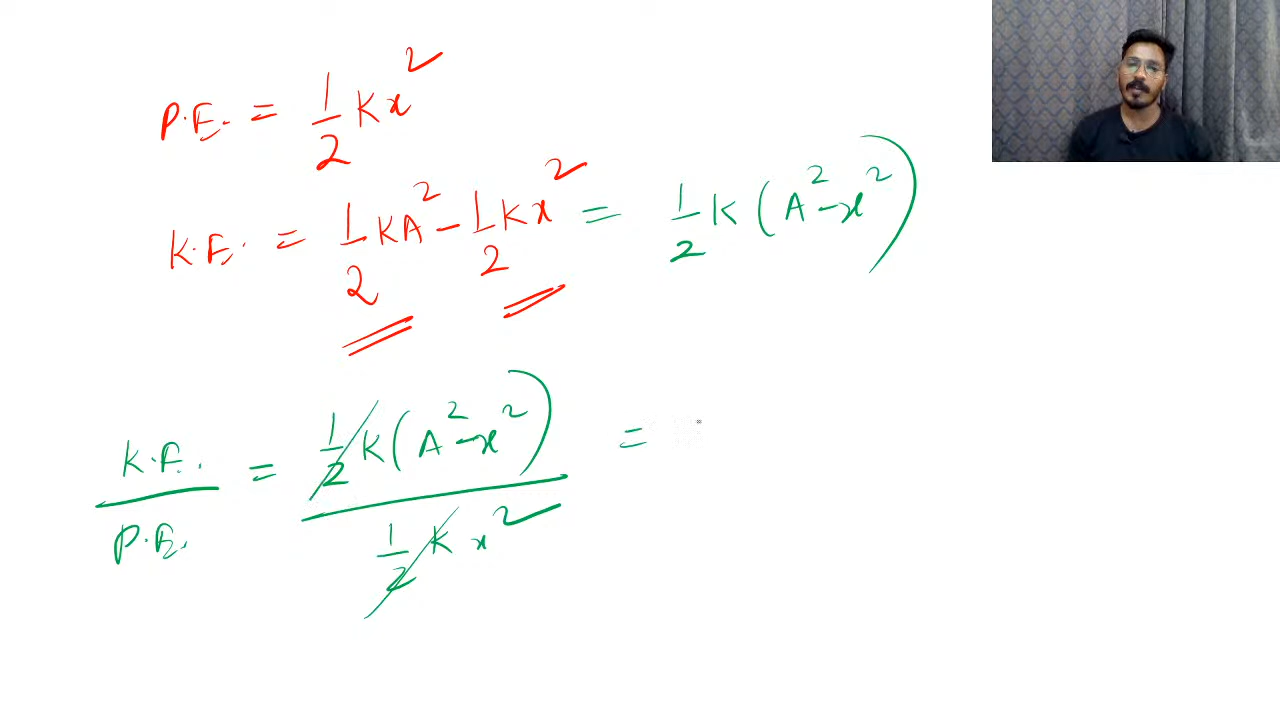 P.E. = 1/2 Kx²
K.E. = 1/2 KA² - 1/2 Kx² = 1/2 K(A²-x²)
K.E./P.E. = 1/2 K(A²-x²) / 1/2 Kx² =